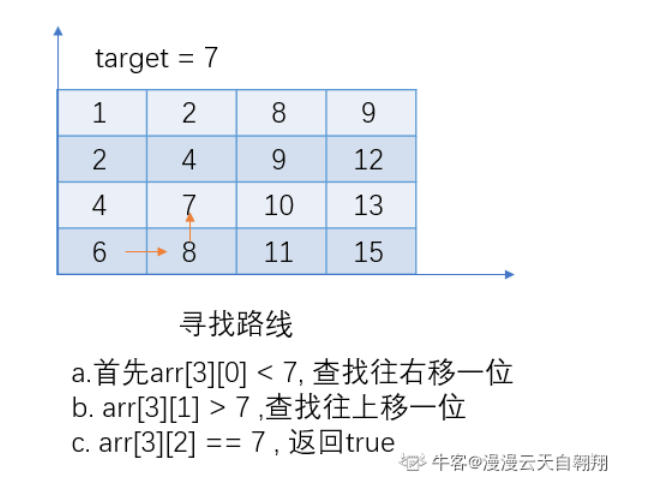 target = 7
1 2 8 9
2 4 9 12
4 7 10 13
6 8 11 15
寻找路线
a.首先arr[3][0] < 7, 查找往右移一位
b. arr[3][1] > 7 ,查找往上移一位
c. arr[3][2] == 7 , 返回true
牛客@漫漫云天自翱翔